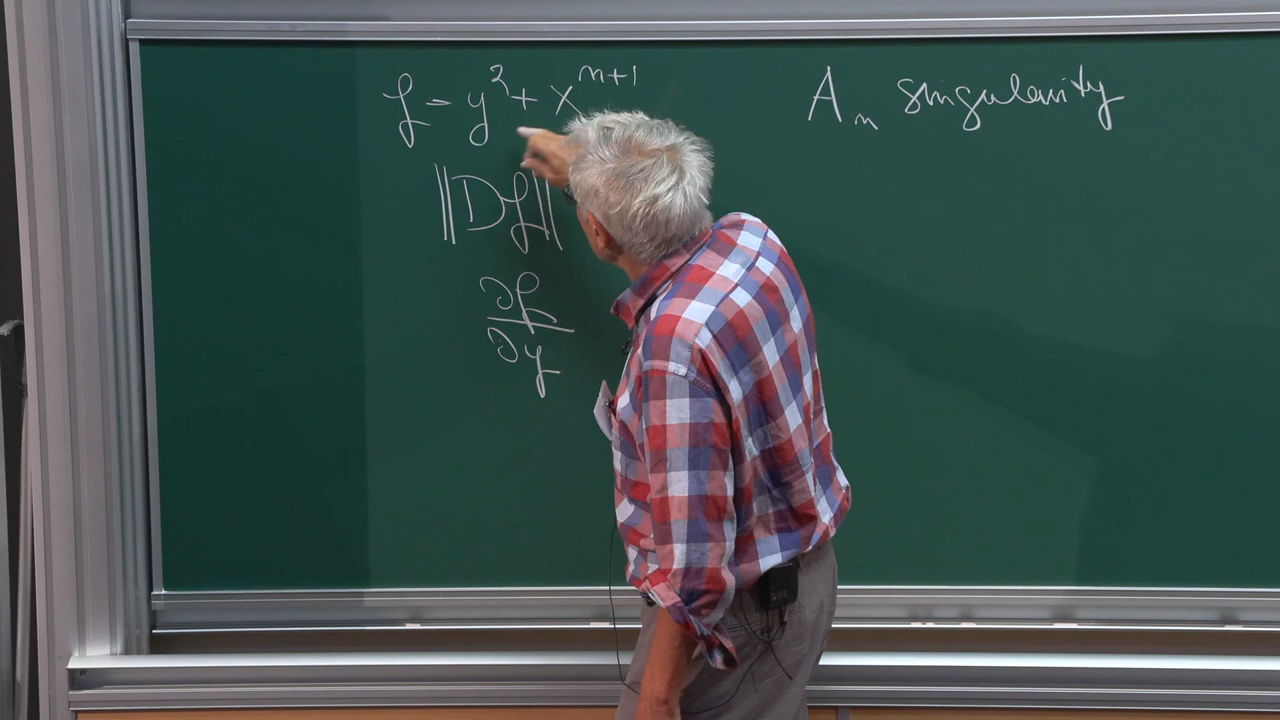 f = y² + x^{n+1}
A_n singularity
‖Df‖
∂f
∂y